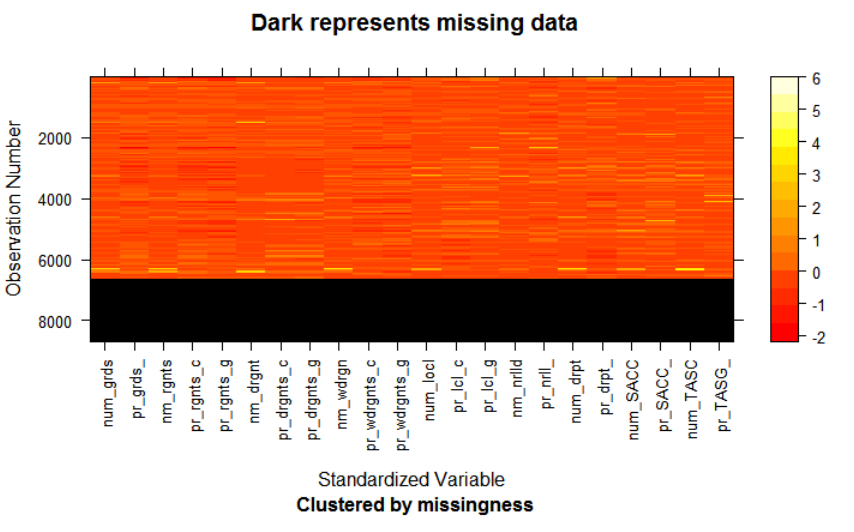 Dark represents missing data
Observation Number
2000
4000
6000
8000
6
5
4
3
2
1
0
-1
-2
num_grds
pr_grds_
nm_rgnts
pr_rgnts_c
pr_rgnts_g
nm_drgnt
pr_drgnts_c
pr_drgnts_g
nm_wdrgn
pr_wdrgnts_c
pr_wdrgnts_g
num_locl
pr_lcl_c
pr_lcl_g
nm_nrlld
pr_nrll_
num_drpt
pr_drpt_
num_SACC
pr_SACC_
num_TASC
pr_TASG_
Standardized Variable
Clustered by missingness